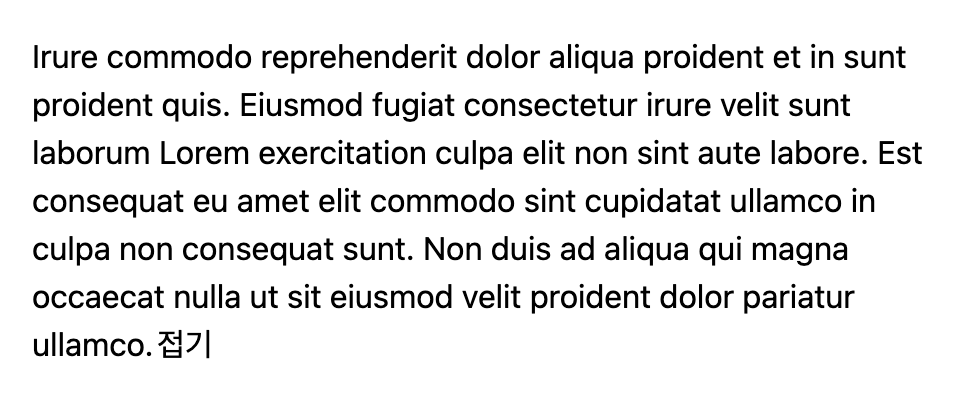 Irure commodo reprehenderit dolor aliqua proident et in sunt
proident quis. Eiusmod fugiat consectetur irure velit sunt
laborum Lorem exercitation culpa elit non sint aute labore. Est
consequat eu amet elit commodo sint cupidatat ullamco in
culpa non consequat sunt. Non duis ad aliqua qui magna
occaecat nulla ut sit eiusmod velit proident dolor pariatur
ullamco. 접기